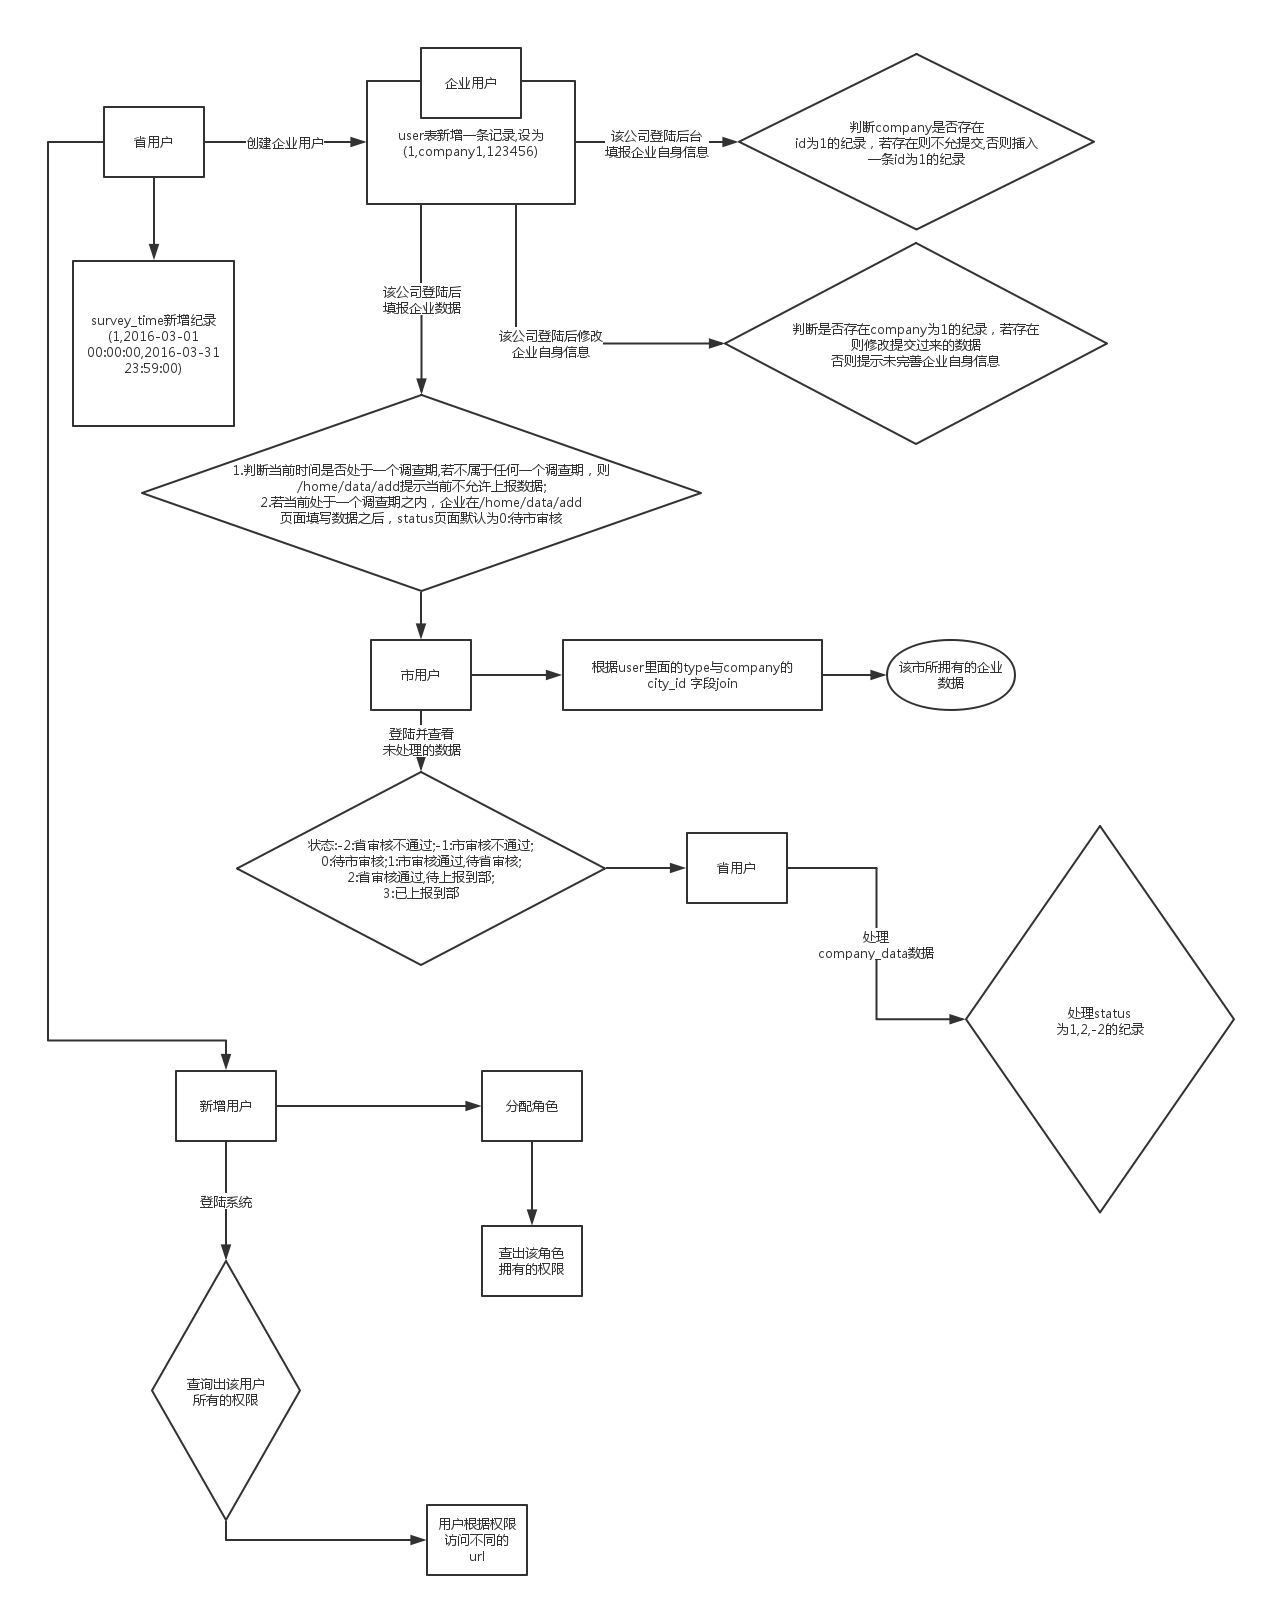 企业用户
省用户
创建企业用户
user表新增一条记录,设为
(1,company1,123456)
该公司登陆后台
填报企业自身信息
判断company是否存在
id为1的纪录，若存在则不允提交,否则插入
一条id为1的纪录
survey_time新增纪录
(1,2016-03-01
00:00:00,2016-03-31
23:59:00)
该公司登陆后
填报企业数据
该公司登陆后修改
企业自身信息
判断是否存在company为1的纪录，若存在
则修改提交过来的数据
否则提示未完善企业自身信息
1.判断当前时间是否处于一个调查期,若不属于任何一个调查期，则
/home/data/add提示当前不允许上报数据;
2.若当前处于一个调查期之内，企业在/home/data/add
页面填写数据之后，status页面默认为0:待市审核
市用户
根据user里面的type与company的
city_id 字段join
该市所拥有的企业
数据
登陆并查看
未处理的数据
状态:-2:省审核不通过;-1:市审核不通过;
0:待市审核;1:市审核通过,待省审核;
2:省审核通过,待上报到部;
3:已上报到部
省用户
处理
company_data数据
处理status
为1,2,-2的纪录
新增用户
分配角色
登陆系统
查出该角色
拥有的权限
查询出该用户
所有的权限
用户根据权限
访问不同的
url